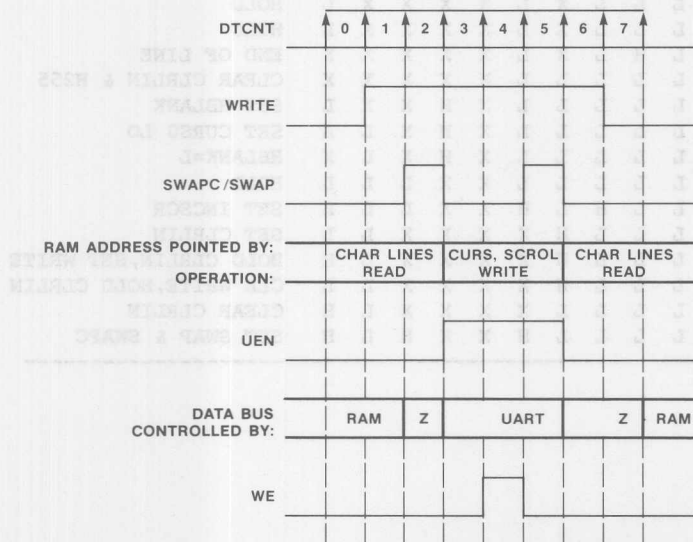 DTCNT 0 1 2 3 4 5 6 7
WRITE
SWAPC/SWAP
RAM ADDRESS POINTED BY: CHAR LINES CURS, SCROL CHAR LINES
OPERATION: READ WRITE READ
UEN
DATA BUS
CONTROLLED BY: RAM Z UART Z RAM
WE